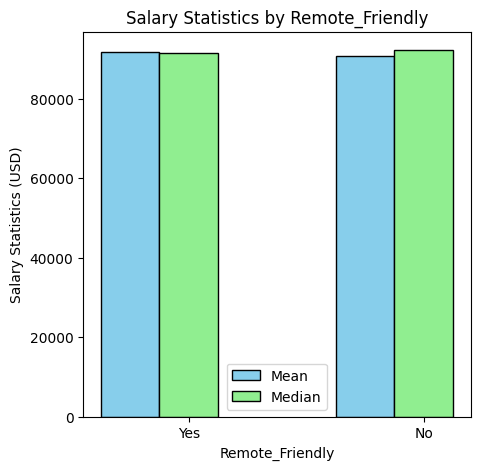 Salary Statistics by Remote_Friendly
Salary Statistics (USD)
80000
60000
40000
20000
0
Mean
Median
Yes
No
Remote_Friendly